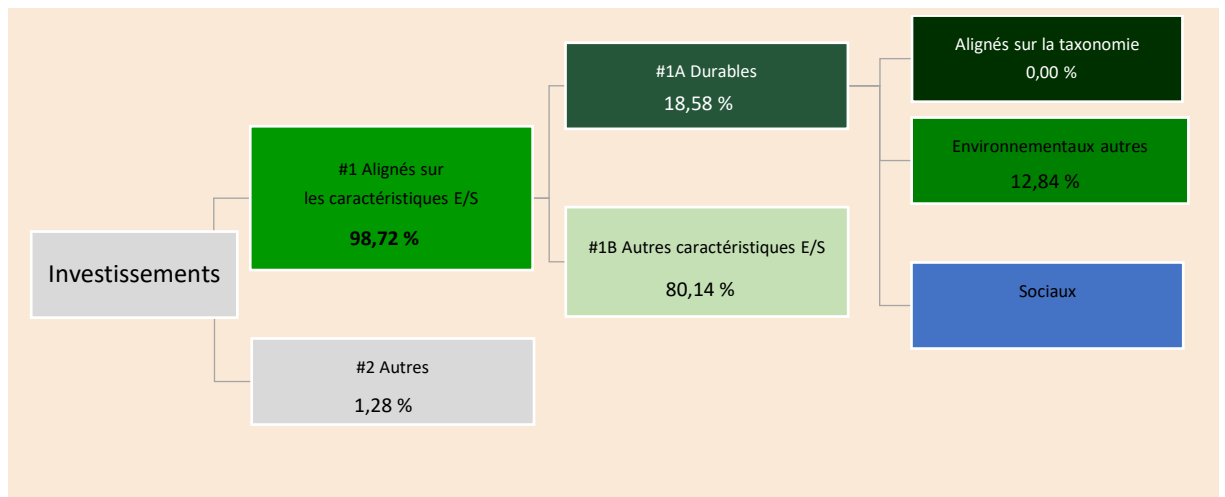 Investissements
#1 Alignés sur
les caractéristiques E/S
98,72 %
#2 Autres
1,28 %
#1A Durables
18,58 %
#1B Autres caractéristiques E/S
80,14 %
Alignés sur la taxonomie
0,00 %
Environnementaux autres
12,84 %
Sociaux